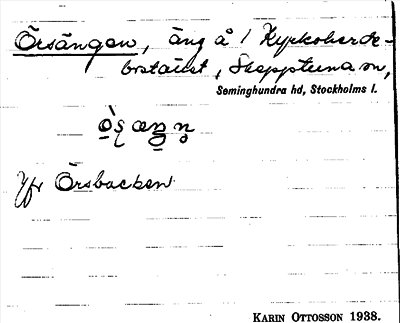 Örsängen, äng å / Kyrkoherde-
bostället, Skepptuna sn,
Seminghundra hd, Stockholms l.
Jfr Örsbacken
KARIN OTTOSSON 1938.